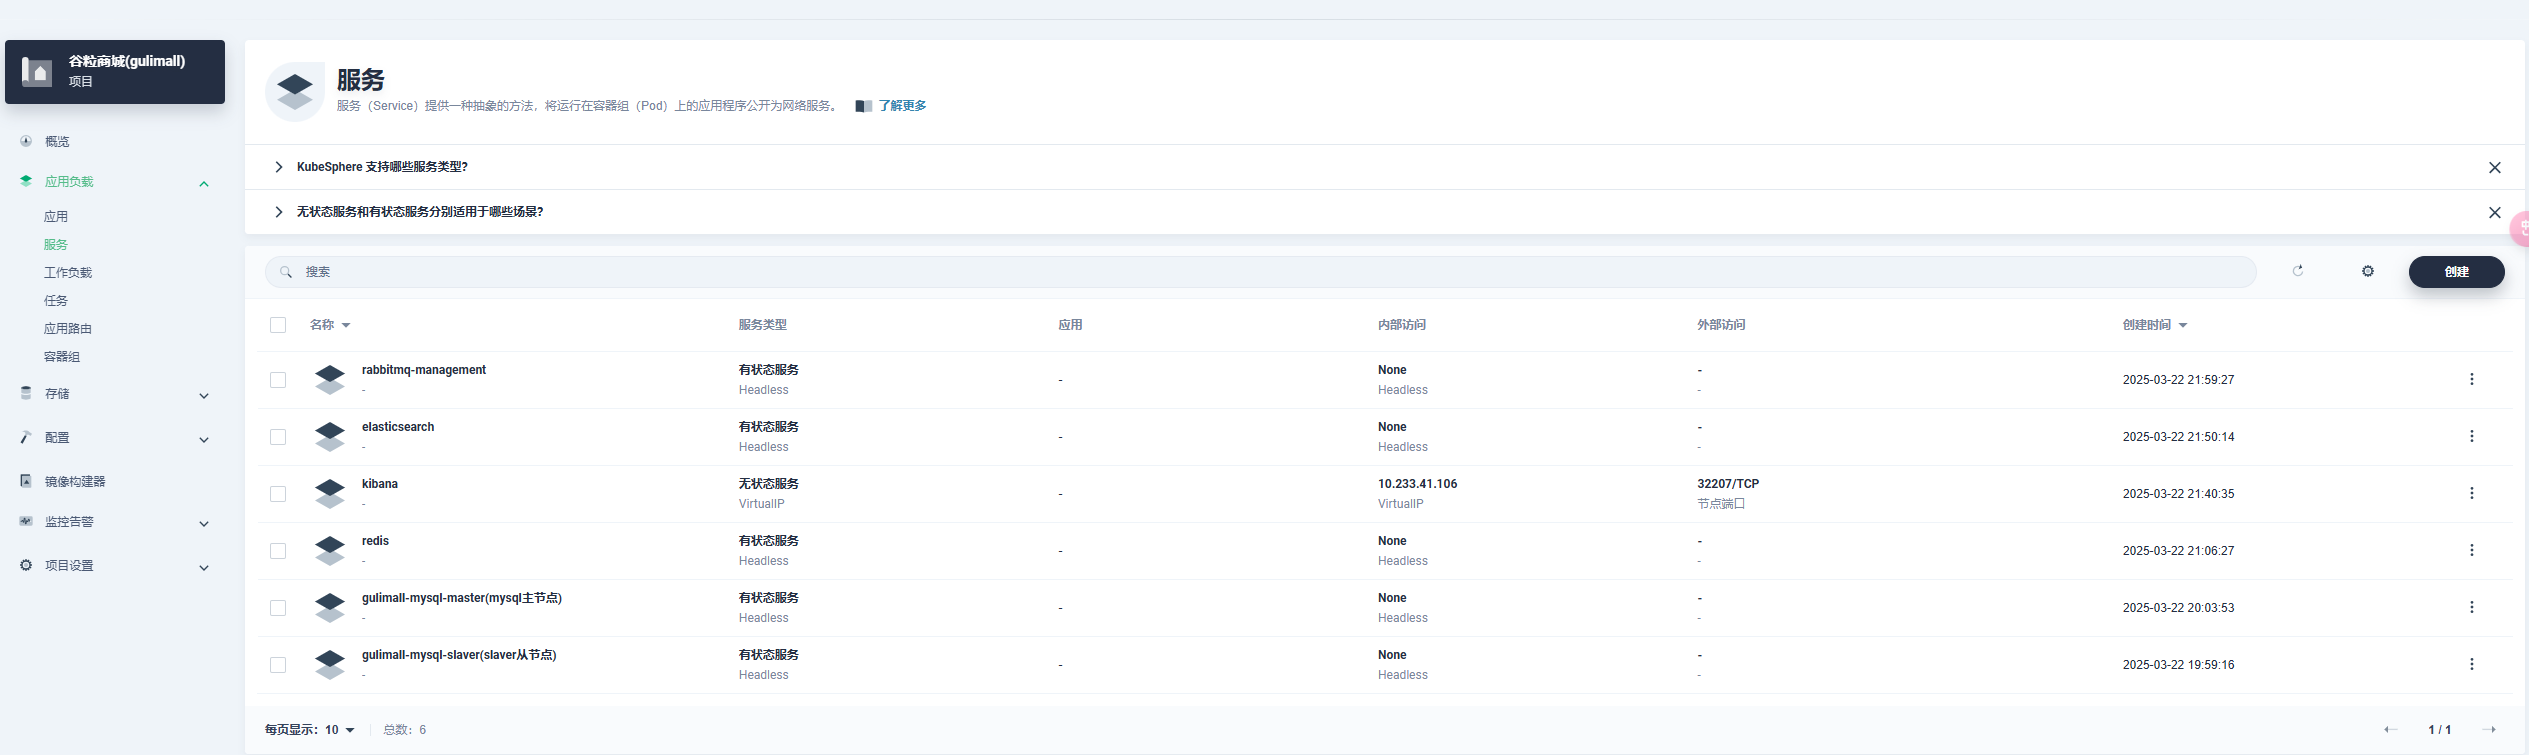 谷粒商城(gulimall)
项目
概览
应用负载
应用
服务
工作负载
任务
应用路由
容器组
存储
配置
镜像构建器
监控告警
项目设置
服务
服务（Service）提供一种抽象的方法，将运行在容器组（Pod）上的应用程序公开为网络服务。 了解更多
KubeSphere 支持哪些服务类型?
无状态服务和有状态服务分别适用于哪些场景?
搜索
创建
名称 服务类型 应用 内部访问 外部访问 创建时间
rabbitmq-management 有状态服务 None -
- Headless - Headless - 2025-03-22 21:59:27
elasticsearch 有状态服务 None -
- Headless - Headless - 2025-03-22 21:50:14
kibana 无状态服务 10.233.41.106 32207/TCP
- VirtualIP - VirtualIP 节点端口 2025-03-22 21:40:35
redis 有状态服务 None -
- Headless - Headless - 2025-03-22 21:06:27
gulimall-mysql-master(mysql主节点) 有状态服务 None -
- Headless - Headless - 2025-03-22 20:03:53
gulimall-mysql-slaver(slaver从节点) 有状态服务 None -
- Headless - Headless - 2025-03-22 19:59:16
每页显示：10 总数：6
1 / 1